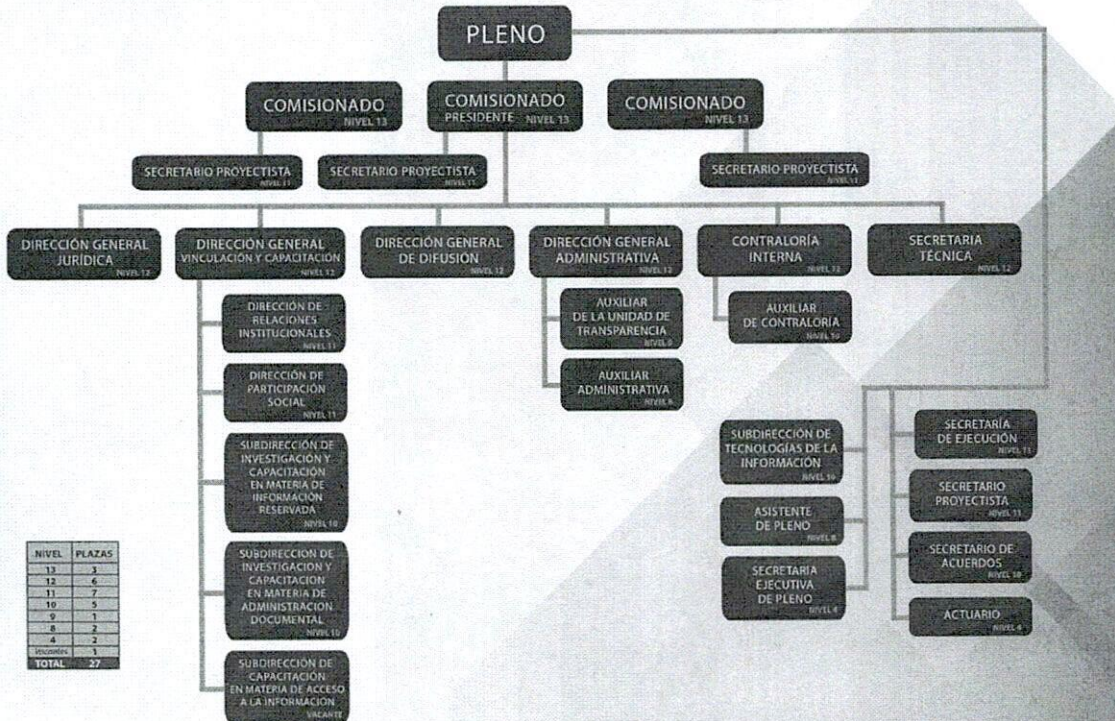 PLENO
COMISIONADO
NIVEL 13
COMISIONADO
PRESIDENTE NIVEL 13
COMISIONADO
NIVEL 13
SECRETARIO PROYECTISTA
NIVEL 11
SECRETARIO PROYECTISTA
NIVEL 11
SECRETARIO PROYECTISTA
NIVEL 11
DIRECCIÓN GENERAL
JURÍDICA
NIVEL 12
DIRECCIÓN GENERAL
VINCULACIÓN Y CAPACITACIÓN
NIVEL 12
DIRECCIÓN GENERAL
DE DIFUSIÓN
NIVEL 12
DIRECCIÓN GENERAL
ADMINISTRATIVA
NIVEL 12
CONTRALORÍA
INTERNA
NIVEL 12
SECRETARIA
TÉCNICA
NIVEL 12
DIRECCIÓN DE
RELACIONES
INSTITUCIONALES
NIVEL 11
DIRECCIÓN DE
PARTICIPACIÓN
SOCIAL
NIVEL 11
SUBDIRECCIÓN DE
INVESTIGACIÓN Y
CAPACITACIÓN
EN MATERIA DE
INFORMACIÓN
RESERVADA
NIVEL 10
SUBDIRECCION DE
INVESTIGACIÓN Y
CAPACITACION
EN MATERIA DE
ADMINISTRACION
DOCUMENTAL
NIVEL 10
SUBDIRECCIÓN DE
CAPACITACIÓN
EN MATERIA DE ACCESO
A LA INFORMACIÓN
VACANTE
AUXILIAR
DE LA UNIDAD DE
TRANSPARENCIA
NIVEL
AUXILIAR
ADMINISTRATIVA
NIVEL
AUXILIAR
DE CONTRALORÍA
NIVEL 10
SUBDIRECCIÓN DE
TECNOLOGÍAS DE LA
INFORMACIÓN
NIVEL 10
ASISTENTE
DE PLENO
NIVEL 8
SECRETARIA
EJECUTIVA
DE PLENO
NIVEL 4
SECRETARÍA
DE EJECUCIÓN
NIVEL 11
SECRETARIO
PROYECTISTA
NIVEL 11
SECRETARIO DE
ACUERDOS
NIVEL 10
ACTUARIO
NIVEL
NIVEL PLAZAS
13 3
12 6
11 7
10 5
9 1
8 2
4 2
Vacantes 1
TOTAL 27